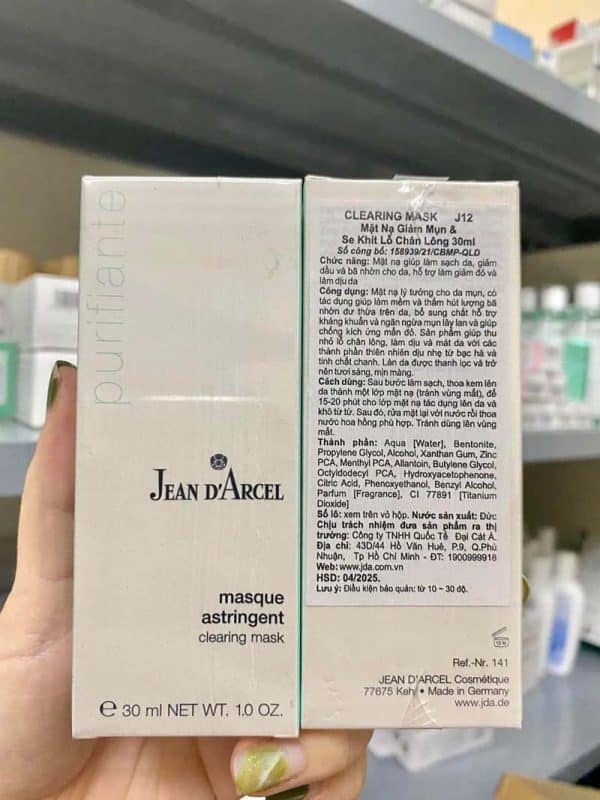 purifiante
JEAN D'ARCEL
masque
astringent
clearing mask
e 30 ml NET WT. 1.0 OZ.
CLEARING MASK J12
Mặt Nạ Giảm Mụn &
Se Khít Lỗ Chân Lông 30ml
Số công bố: 158939/21/CBMP-QLD
Chức năng: Mặt nạ giúp làm sạch da, giảm
dầu và bã nhờn cho da, hỗ trợ làm giảm đỏ và
làm dịu da
Công dụng: Mặt nạ lý tưởng cho da mụn, có
tác dụng giúp làm mềm và thấm hút lượng bã
nhờn dư thừa trên da, bổ sung chất hỗ trợ
kháng khuẩn và ngăn ngừa mụn lây lan và giúp
chống kích ứng mẩn đỏ. Sản phẩm giúp thu
nhỏ lỗ chân lông, làm dịu và mát da với các
thành phần thiên nhiên dịu nhẹ từ bạc hà và
tinh chất chanh. Làn da được thanh lọc và trở
nên tươi sáng, mịn màng.
Cách dùng: Sau bước làm sạch, thoa kem lên
da thành một lớp mặt nạ (tránh vùng mắt), để
15-20 phút cho lớp mặt nạ tác dụng lên da và
khô từ từ. Sau đó, rửa mặt lại với nước rồi thoa
nước hoa hồng phù hợp. Tránh dùng lên vùng
mắt.
Thành phần: Aqua [Water], Bentonite,
Propylene Glycol, Alcohol, Xanthan Gum, Zinc
PCA, Menthyl PCA, Allantoin, Butylene Glycol,
Octyldodecyl PCA, Hydroxyacetophenone,
Citric Acid, Phenoxyethanol, Benzyl Alcohol,
Parfum [Fragrance], CI 77891 [Titanium
Dioxide]
Số lô: xem trên vỏ hộp. Nước sản xuất: Đức
Chịu trách nhiệm đưa sản phẩm ra thị
trường: Công ty TNHH Quốc Tế Đại Cát Á.
Địa chỉ: 43D/44 Hồ Văn Huê, P.9, Q.Phú
Nhuận, Tp Hồ Chí Minh - ĐT: 1900999918
Web: www.jda.com.vn
HSD: 04/2025.
Lưu ý: Điều kiện bảo quản: từ 10 ~ 30 độ.
12 M
Ref.-Nr. 141
JEAN D'ARCEL Cosmétique
77675 Kehl • Made in Germany
www.jda.de